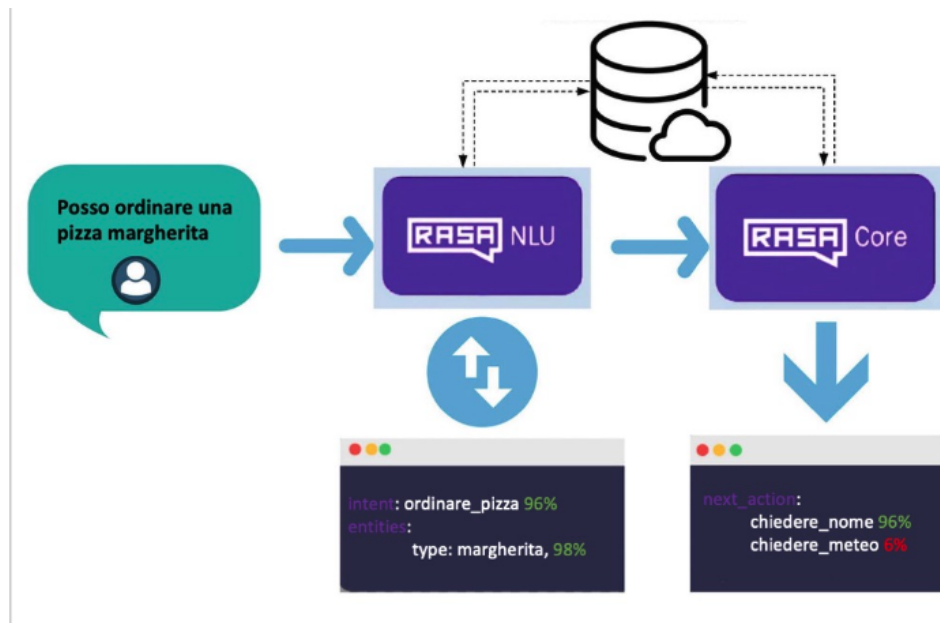 Posso ordinare una
pizza margherita
RASA NLU
RASA Core
intent: ordinare_pizza 96%
entities:
type: margherita, 98%
next_action:
chiedere_nome 96%
chiedere_meteo 6%